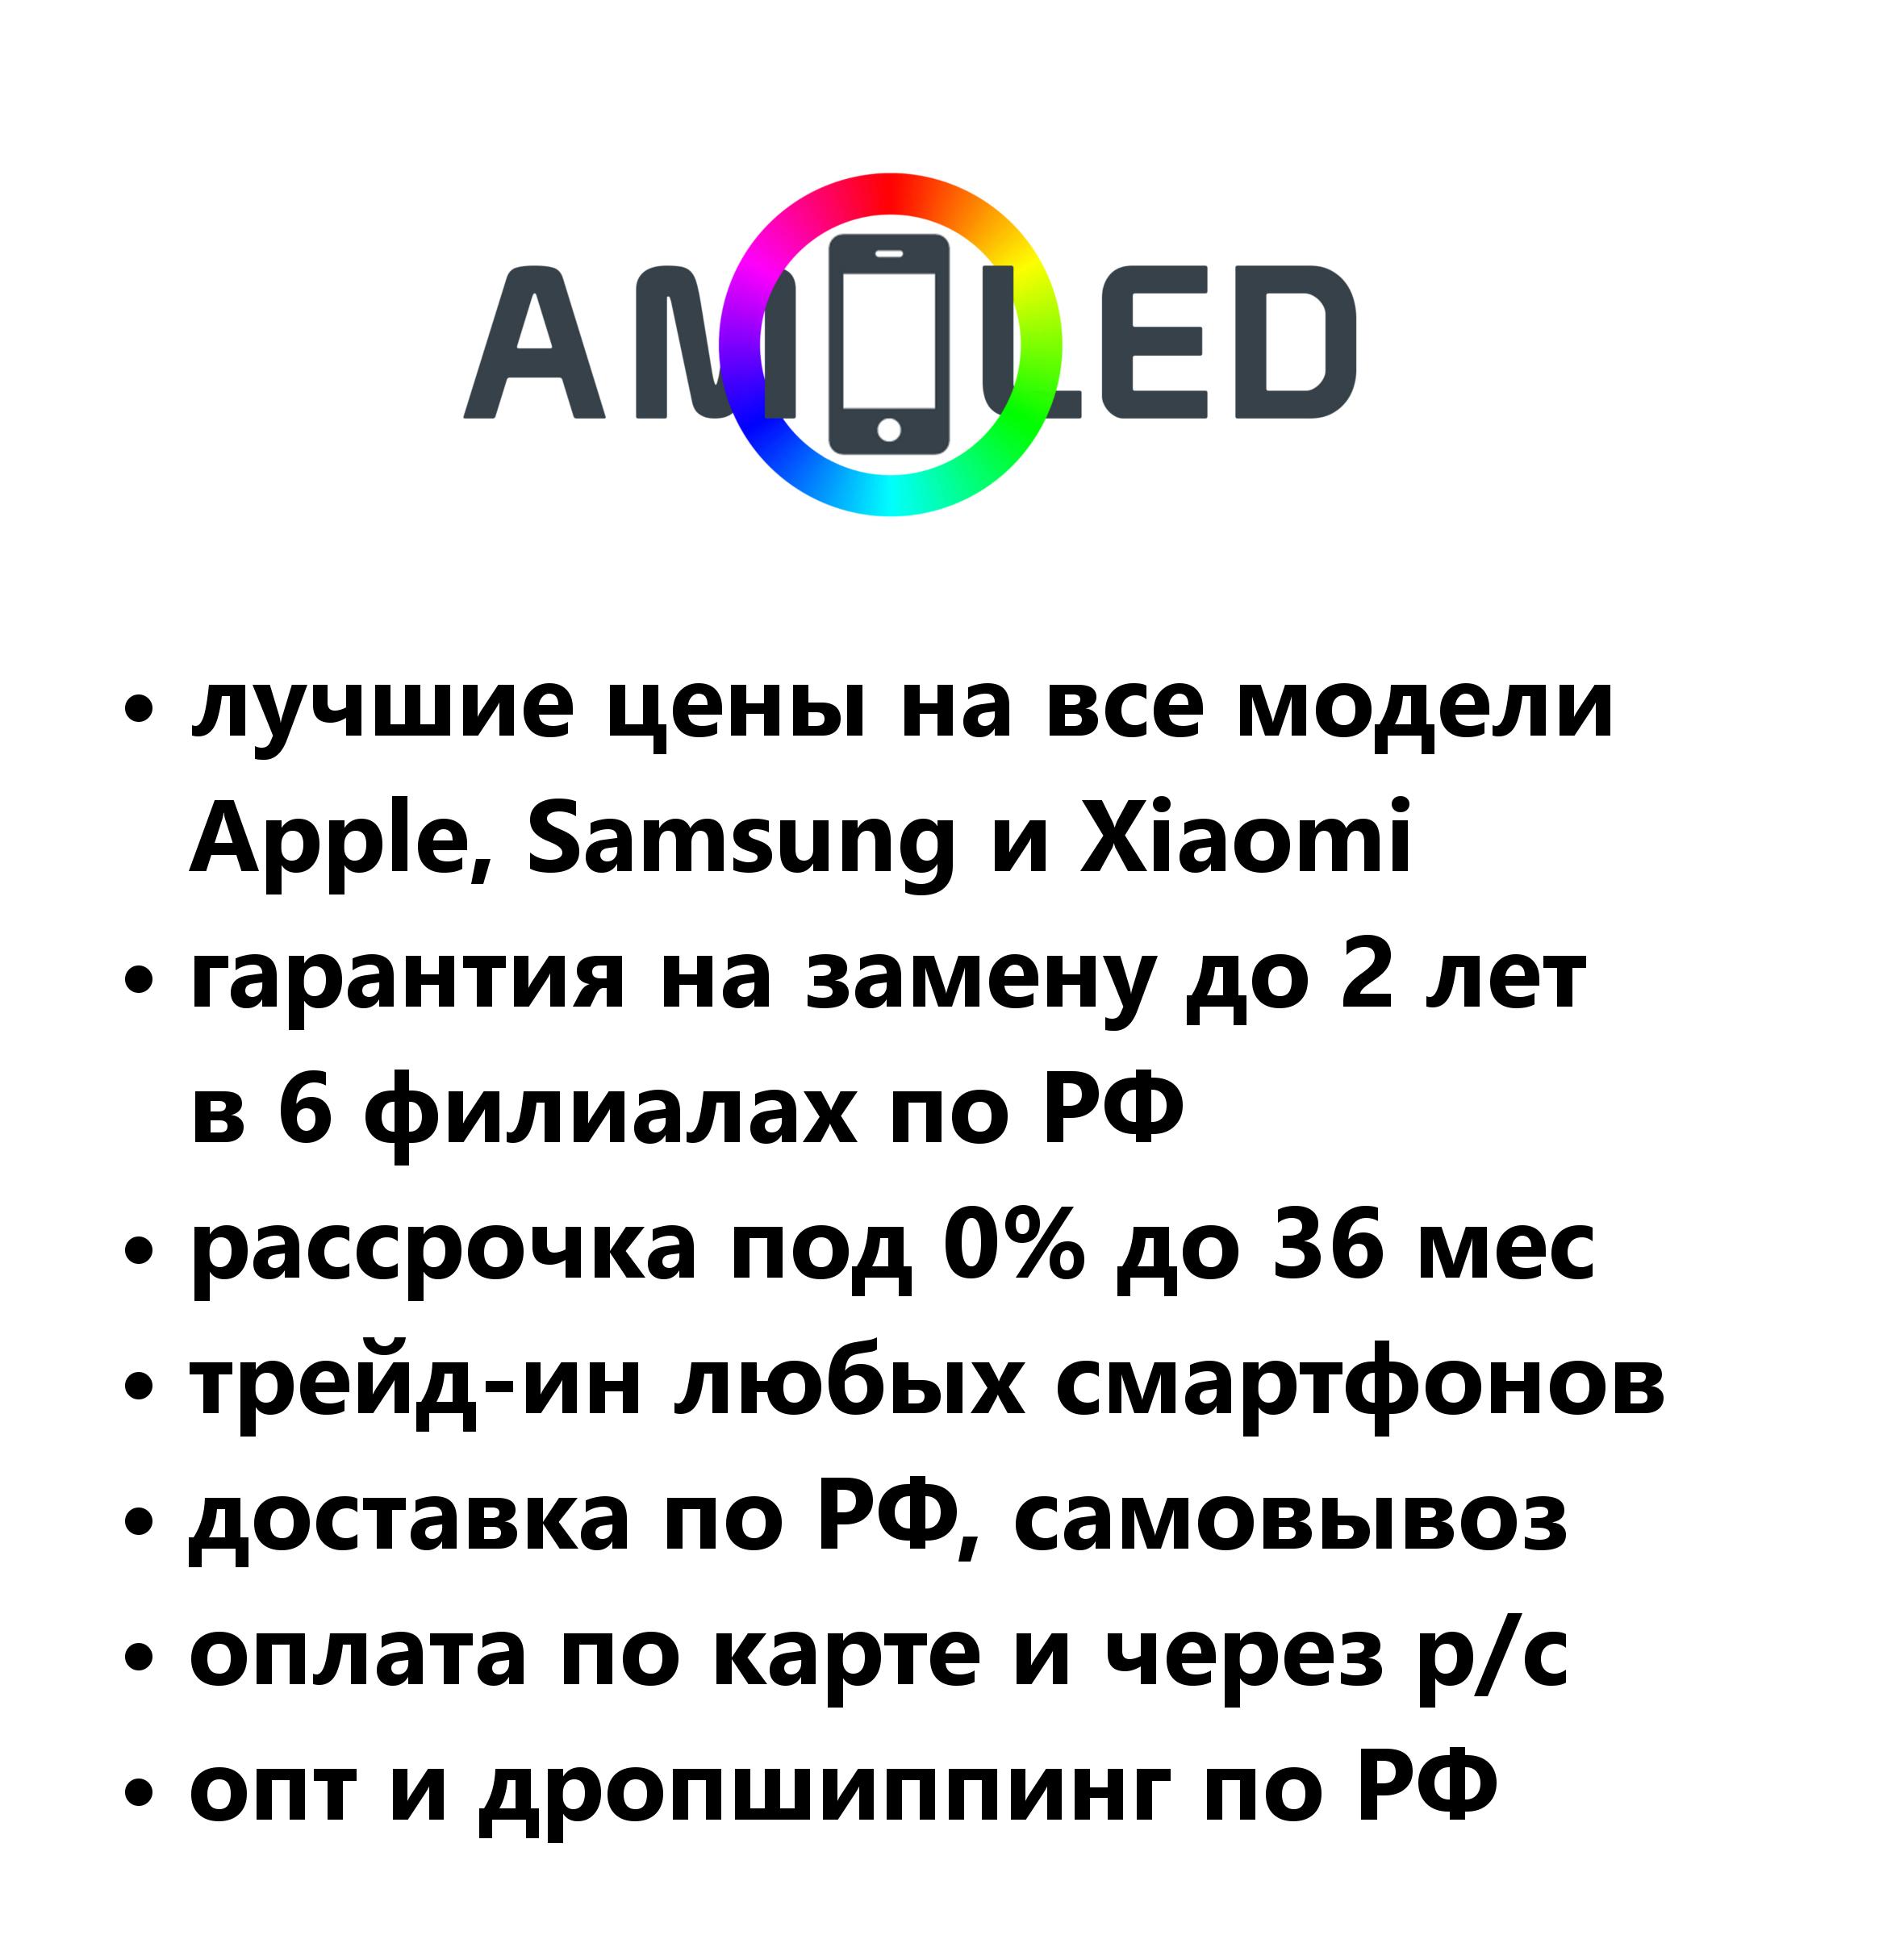 AMOLED
• лучшие цены на все модели
Apple, Samsung и Xiaomi
• гарантия на замену до 2 лет
в 6 филиалах по РФ
• рассрочка под 0% до 36 мес
• трейд-ин любых смартфонов
• доставка по РФ, самовывоз
• оплата по карте и через р/с
• опт и дропшиппинг по РФ